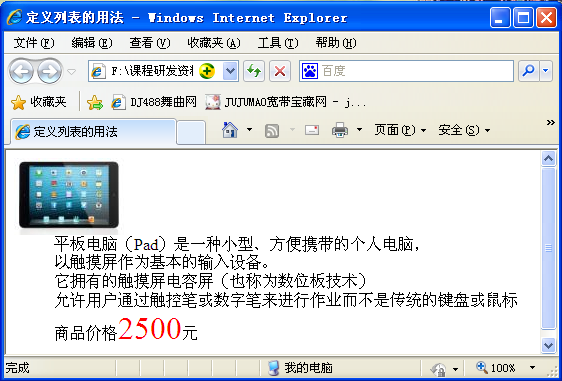 定义列表的用法 - Windows Internet Explorer
文件(F) 编辑(E) 查看(V) 收藏夹(A) 工具(T) 帮助(H)
F:\课程研发资料 百度
收藏夹 DJ488舞曲网 JUJUMAO宽带宝藏网 - j...
定义列表的用法 页面(P) 安全(S) »
平板电脑（Pad）是一种小型、方便携带的个人电脑，
以触摸屏作为基本的输入设备。
它拥有的触摸屏电容屏（也称为数位板技术）
允许用户通过触控笔或数字笔来进行作业而不是传统的键盘或鼠标
商品价格2500元
完成 我的电脑 100%